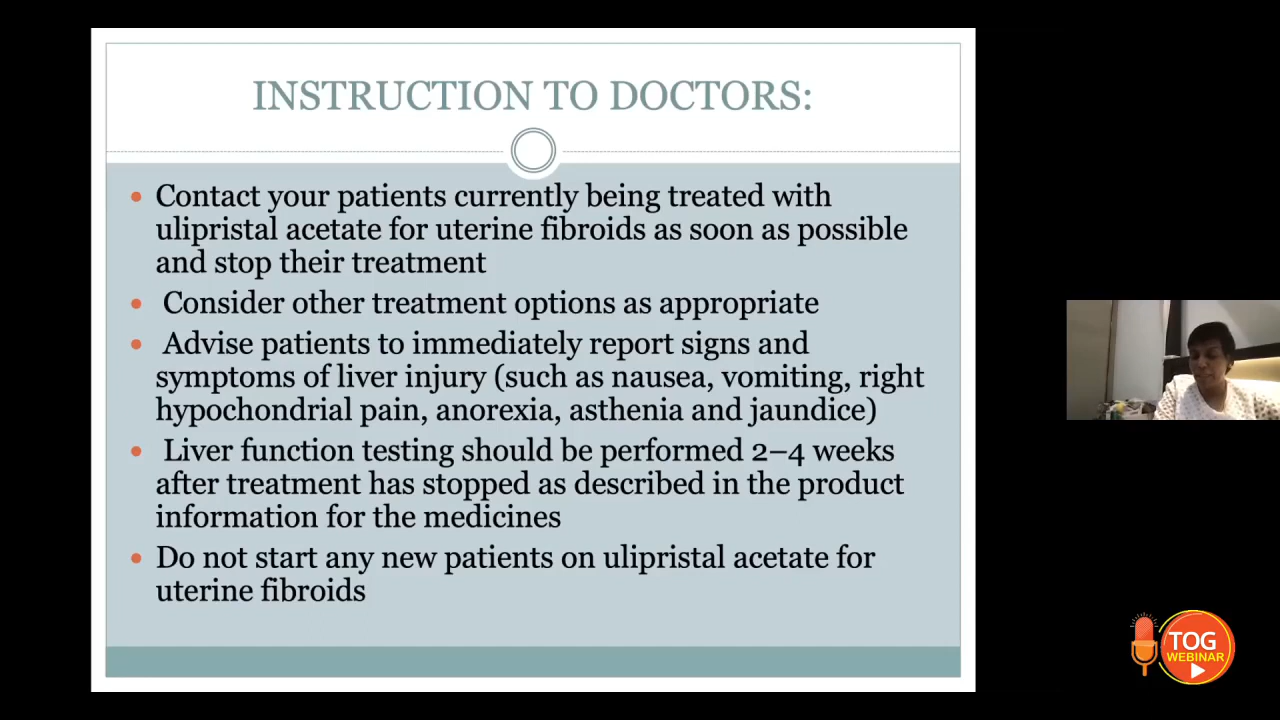 INSTRUCTION TO DOCTORS:
• Contact your patients currently being treated with
ulipristal acetate for uterine fibroids as soon as possible
and stop their treatment
• Consider other treatment options as appropriate
• Advise patients to immediately report signs and
symptoms of liver injury (such as nausea, vomiting, right
hypochondrial pain, anorexia, asthenia and jaundice)
• Liver function testing should be performed 2–4 weeks
after treatment has stopped as described in the product
information for the medicines
• Do not start any new patients on ulipristal acetate for
uterine fibroids
TOG
WEBINAR